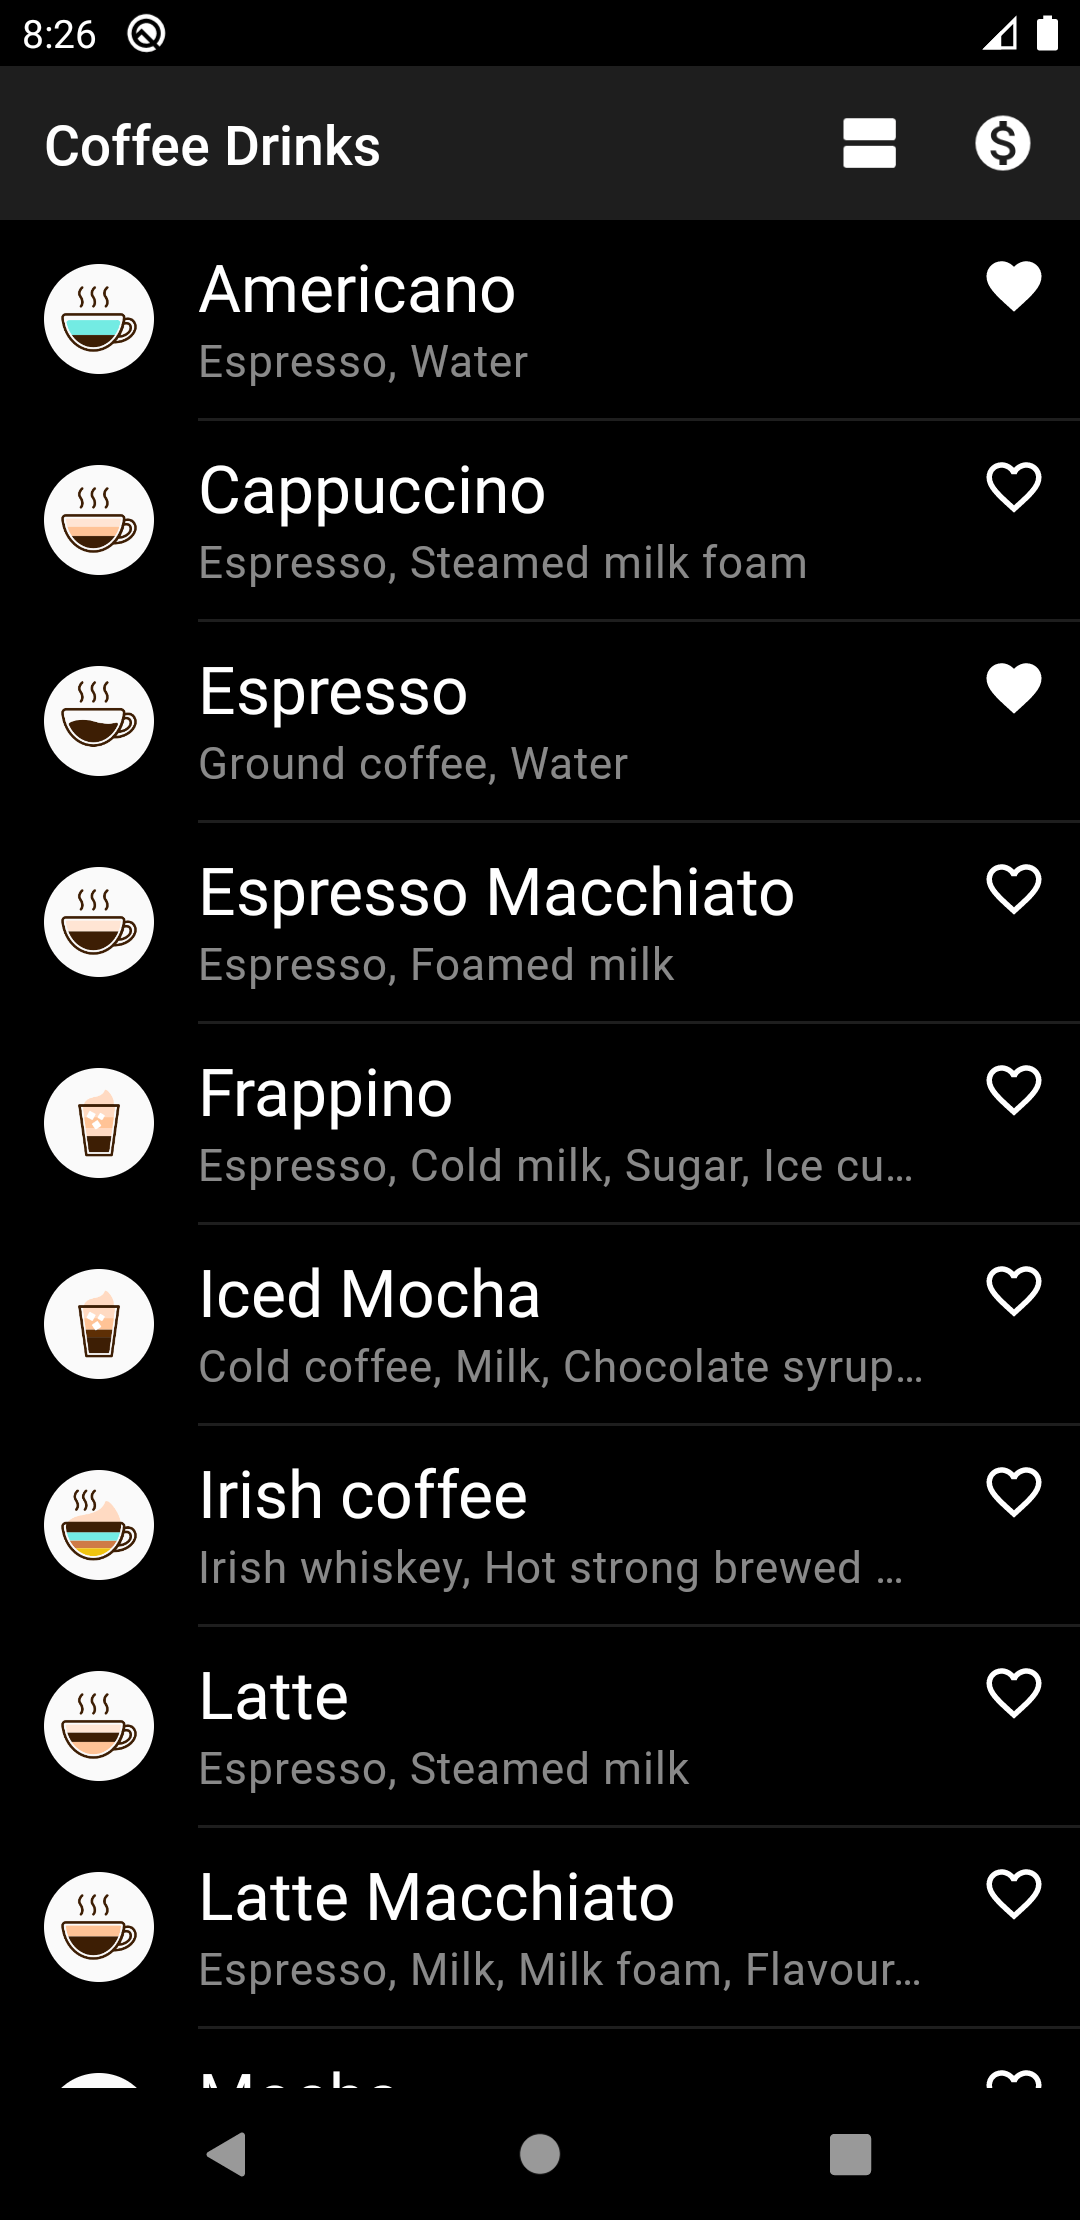 8:26
Coffee Drinks
Americano
Espresso, Water
Cappuccino
Espresso, Steamed milk foam
Espresso
Ground coffee, Water
Espresso Macchiato
Espresso, Foamed milk
Frappino
Espresso, Cold milk, Sugar, Ice cu…
Iced Mocha
Cold coffee, Milk, Chocolate syrup…
Irish coffee
Irish whiskey, Hot strong brewed …
Latte
Espresso, Steamed milk
Latte Macchiato
Espresso, Milk, Milk foam, Flavour…